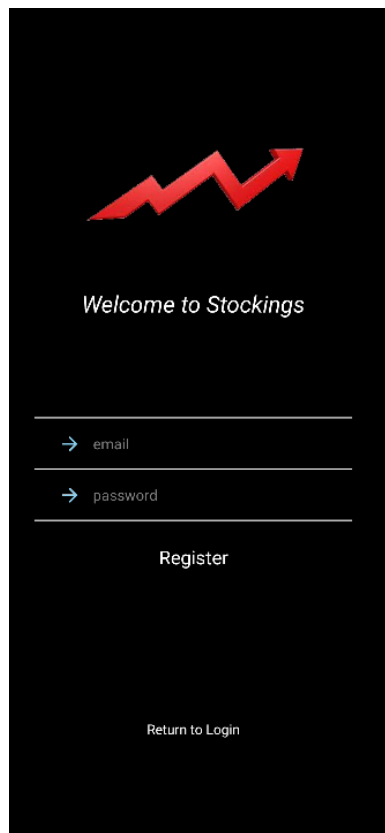 Welcome to Stockings
email
password
Register
Return to Login